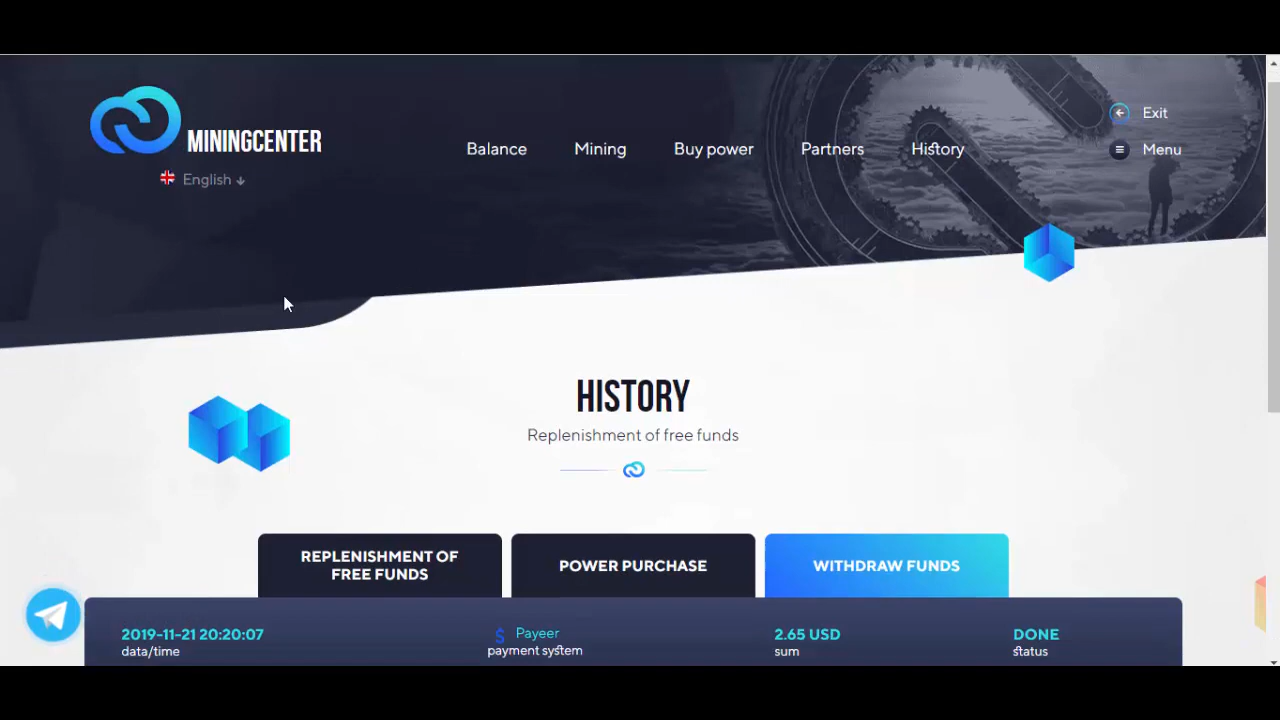 MININGCENTER
English
Balance
Mining
Buy power
Partners
History
Exit
Menu
HISTORY
Replenishment of free funds
REPLENISHMENT OF
FREE FUNDS
POWER PURCHASE
WITHDRAW FUNDS
2019-11-21 20:20:07
data/time
$ Payeer
payment system
2.65 USD
sum
DONE
status